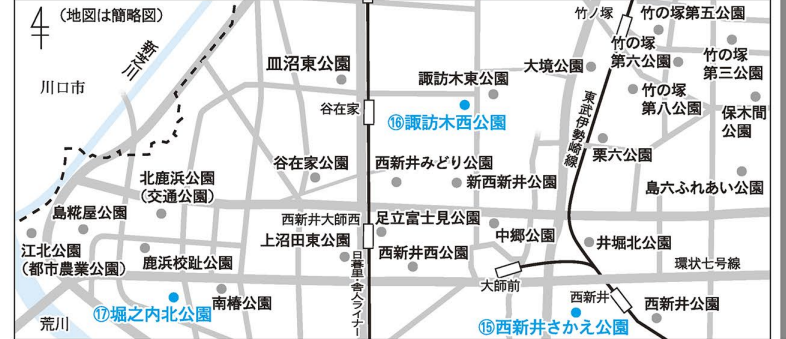 （地図は簡略図）
新芝川
川口市
皿沼東公園
谷在家
諏訪木東公園
⑯諏訪木西公園
大境公園
竹ノ塚
竹の塚第五公園
竹の塚
第六公園
竹の塚
第三公園
竹の塚
第八公園
保木間
公園
東武伊勢崎線
栗六公園
島六ふれあい公園
谷在家公園
西新井みどり公園
新西新井公園
北鹿浜公園
（交通公園）
島糀屋公園
江北公園
（都市農業公園）
鹿浜校趾公園
西新井大師西
上沼田東公園
足立富士見公園
西新井西公園
中郷公園
井堀北公園
環状七号線
大師前
日暮里・舎人ライナー
南椿公園
⑰堀之内北公園
荒川
西新井
西新井公園
⑮西新井さかえ公園